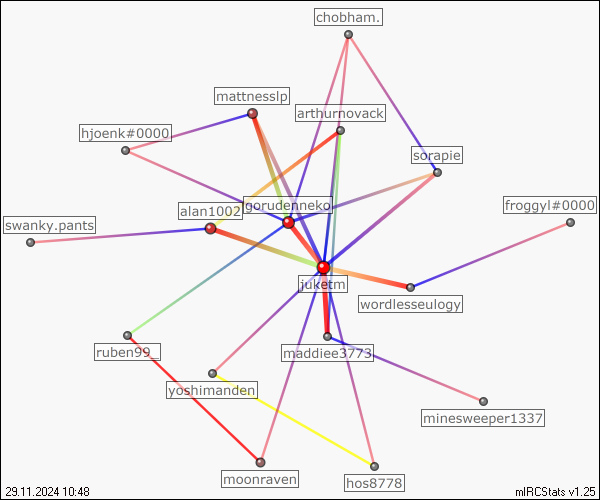 chobham.
mattnesslp
arthurnovack
hjoenk#0000
sorapie
gorudenneko
froggyl#0000
alan1002
swanky.pants
juketm
wordlesseulogy
ruben99_
maddiee3773
yoshimanden
minesweeper1337
moonraven
hos8778
29.11.2024 10:48
mIRCStats v1.25